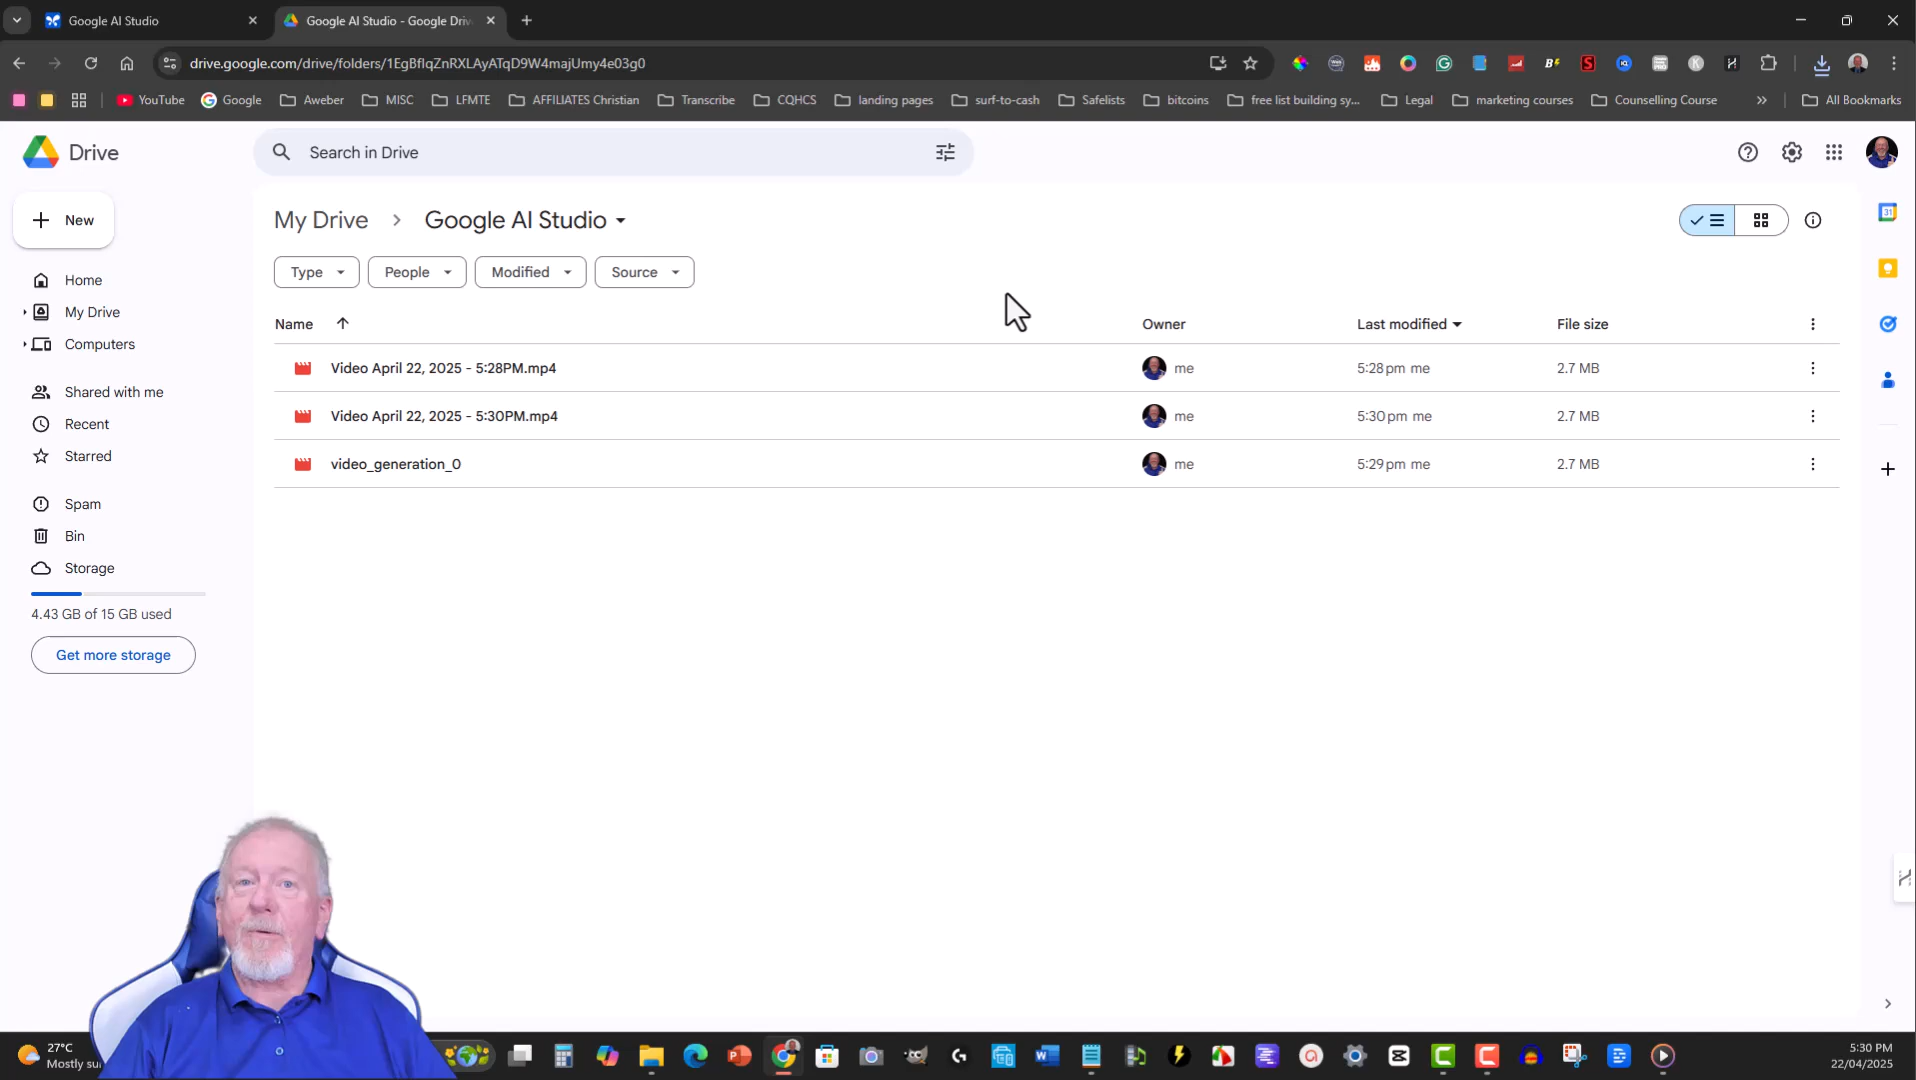 Google AI Studio
Google AI Studio - Google Driv
drive.google.com/drive/folders/1EgBfIqZnRXLAyATqD9W4majUmy4e03g0
YouTube Google Aweber MISC LFMTE AFFILIATES Christian Transcribe CQHCS landing pages surf-to-cash Safelists bitcoins free list building sy... Legal marketing courses Counselling Course » All Bookmarks
Drive
Search in Drive
New
My Drive > Google AI Studio
Type People Modified Source
Home
My Drive
Computers
Shared with me
Recent
Starred
Spam
Bin
Storage
4.43 GB of 15 GB used
Get more storage
Name Owner Last modified File size
Video April 22, 2025 - 5:28PM.mp4 me 5:28 pm me 2.7 MB
Video April 22, 2025 - 5:30PM.mp4 me 5:30 pm me 2.7 MB
video_generation_0 me 5:29 pm me 2.7 MB
27°C
Mostly su
5:30 PM
22/04/2025